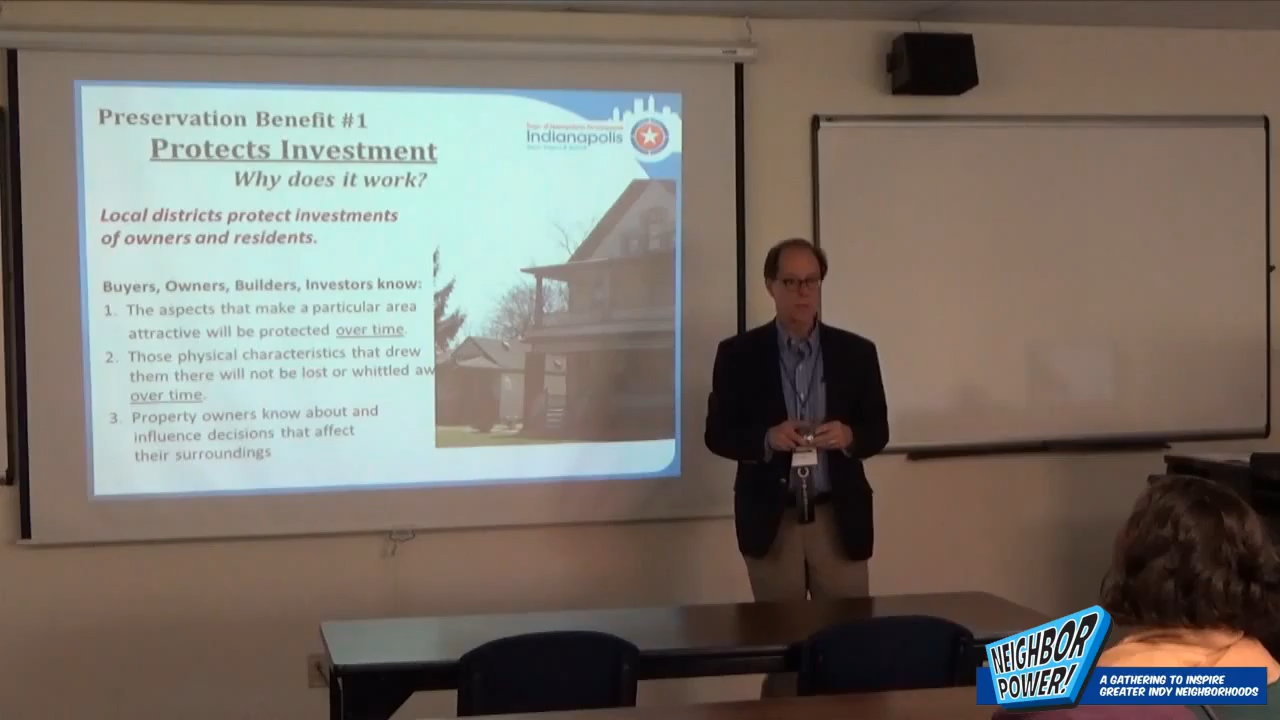 Preservation Benefit #1
Protects Investment
Why does it work?
Indianapolis
Local districts protect investments
of owners and residents.
Buyers, Owners, Builders, Investors know:
1. The aspects that make a particular area
attractive will be protected over time.
2. Those physical characteristics that drew
them there will not be lost or whittled aw
over time.
3. Property owners know about and
influence decisions that affect
their surroundings
NEIGHBOR
POWER!
A GATHERING TO INSPIRE
GREATER INDY NEIGHBORHOODS